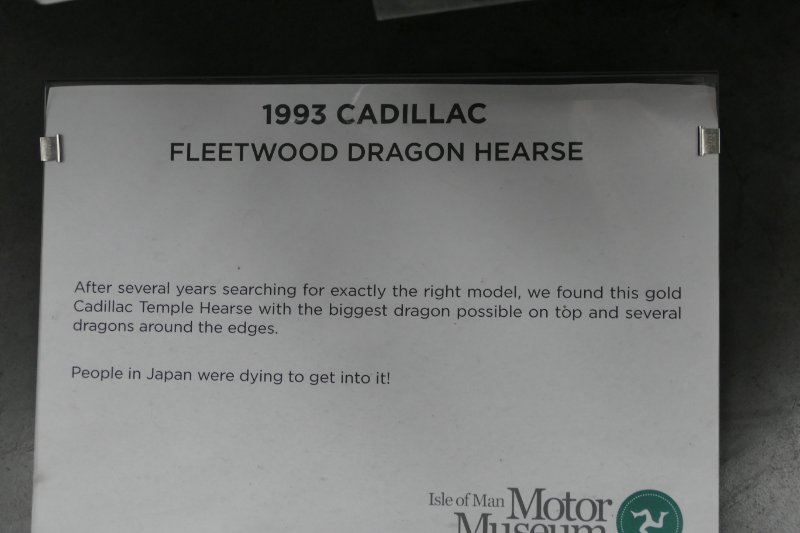 1993 CADILLAC
FLEETWOOD DRAGON HEARSE
After several years searching for exactly the right model, we found this gold
Cadillac Temple Hearse with the biggest dragon possible on top and several
dragons around the edges.
People in Japan were dying to get into it!
Isle of Man Motor
Museum